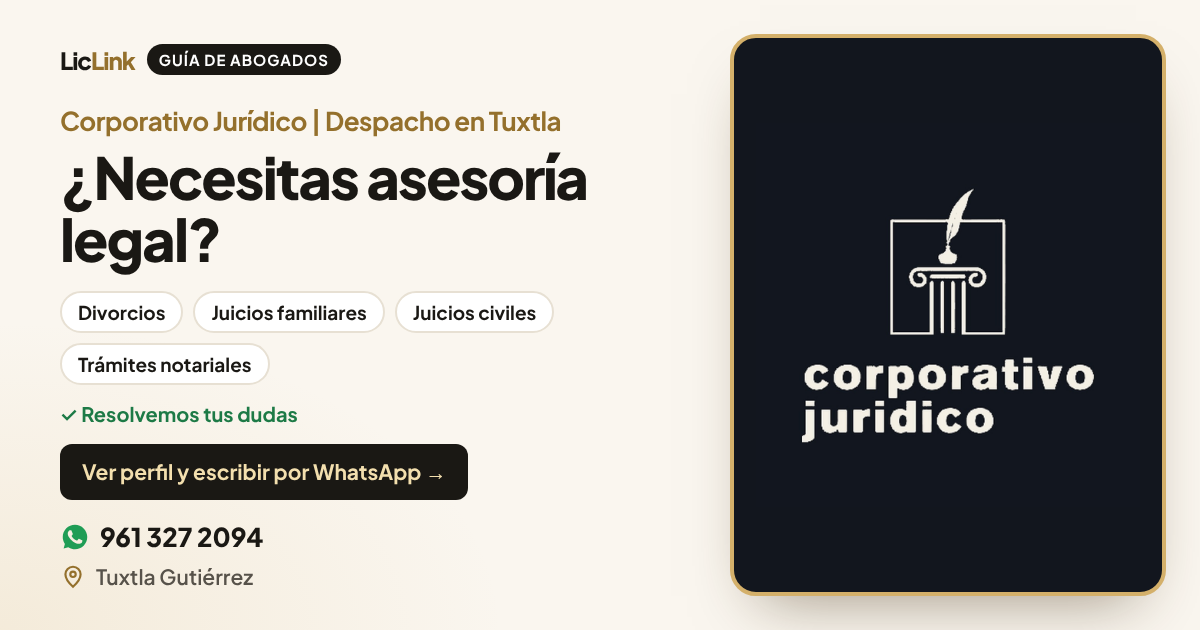 LicLink GUÍA DE ABOGADOS
Corporativo Jurídico | Despacho en Tuxtla
¿Necesitas asesoría
legal?
Divorcios Juicios familiares Juicios civiles
Trámites notariales
✓ Resolvemos tus dudas
Ver perfil y escribir por WhatsApp →
961 327 2094
Tuxtla Gutiérrez
corporativo
juridico